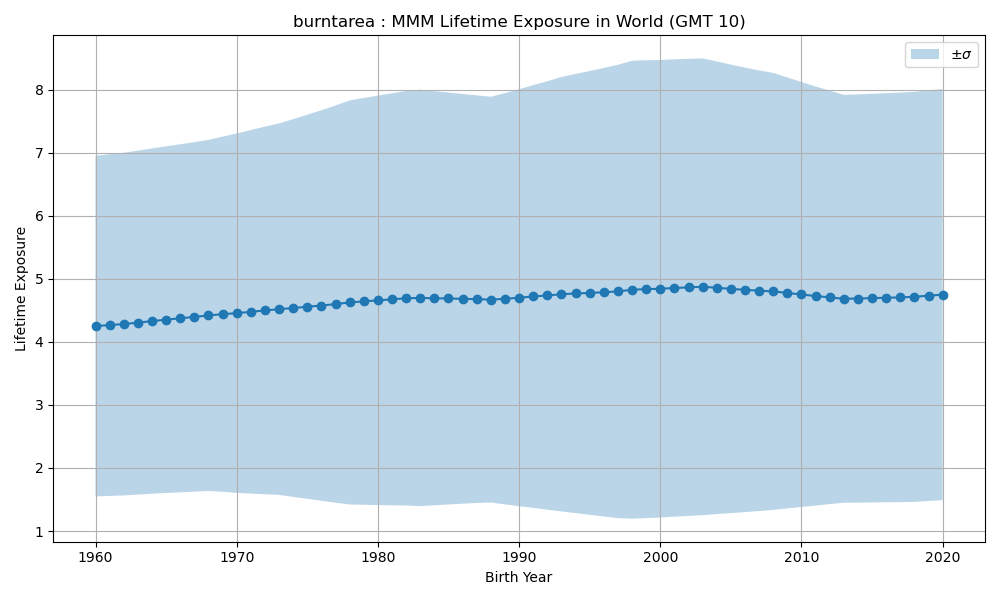 burntarea : MMM Lifetime Exposure in World (GMT 10)
±σ
8
7
6
5
4
3
2
1
Lifetime Exposure
1960 1970 1980 1990 2000 2010 2020
Birth Year